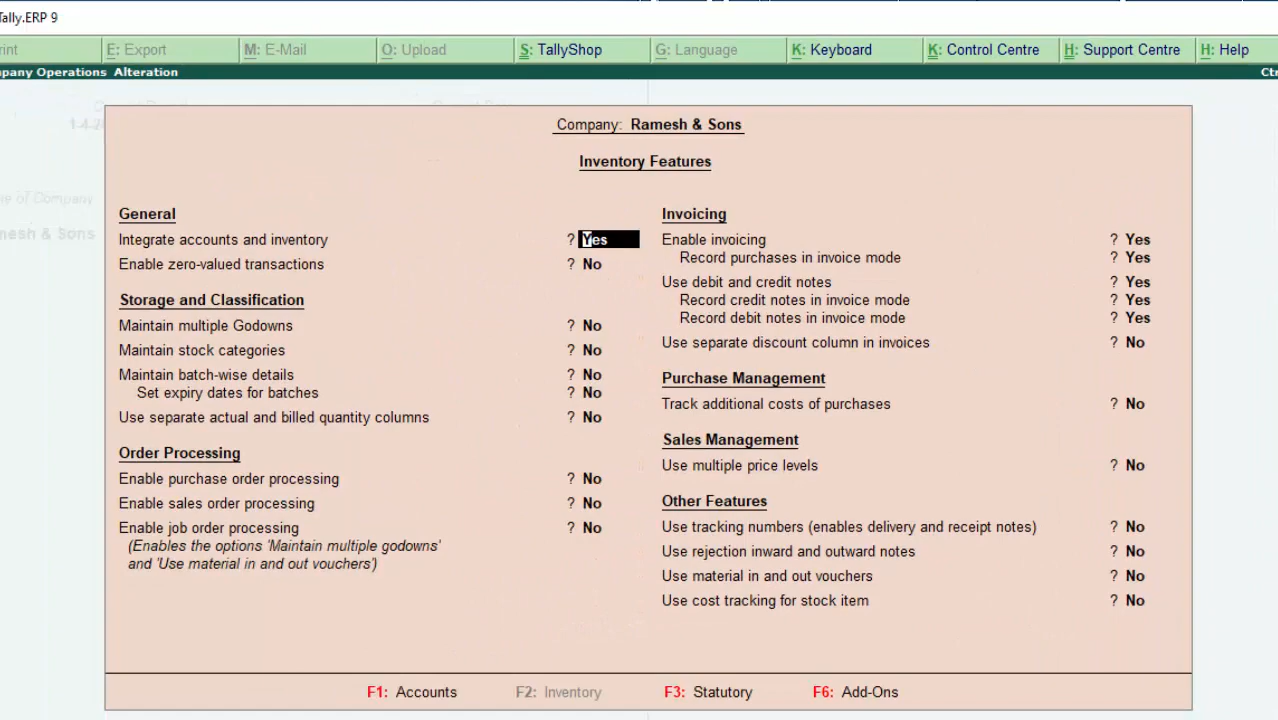 Tally.ERP 9
rint E: Export M: E-Mail O: Upload S: TallyShop G: Language K: Keyboard K: Control Centre H: Support Centre H: Help
mpany Operations Alteration Ctr
1-4-2
me of Company
mesh & Sons
Company: Ramesh & Sons
Inventory Features
General
Integrate accounts and inventory ? Yes
Enable zero-valued transactions ? No
Storage and Classification
Maintain multiple Godowns ? No
Maintain stock categories ? No
Maintain batch-wise details ? No
Set expiry dates for batches ? No
Use separate actual and billed quantity columns ? No
Order Processing
Enable purchase order processing ? No
Enable sales order processing ? No
Enable job order processing ? No
(Enables the options 'Maintain multiple godowns'
and 'Use material in and out vouchers')
Invoicing
Enable invoicing ? Yes
Record purchases in invoice mode ? Yes
Use debit and credit notes ? Yes
Record credit notes in invoice mode ? Yes
Record debit notes in invoice mode ? Yes
Use separate discount column in invoices ? No
Purchase Management
Track additional costs of purchases ? No
Sales Management
Use multiple price levels ? No
Other Features
Use tracking numbers (enables delivery and receipt notes) ? No
Use rejection inward and outward notes ? No
Use material in and out vouchers ? No
Use cost tracking for stock item ? No
F1: Accounts F2: Inventory F3: Statutory F6: Add-Ons